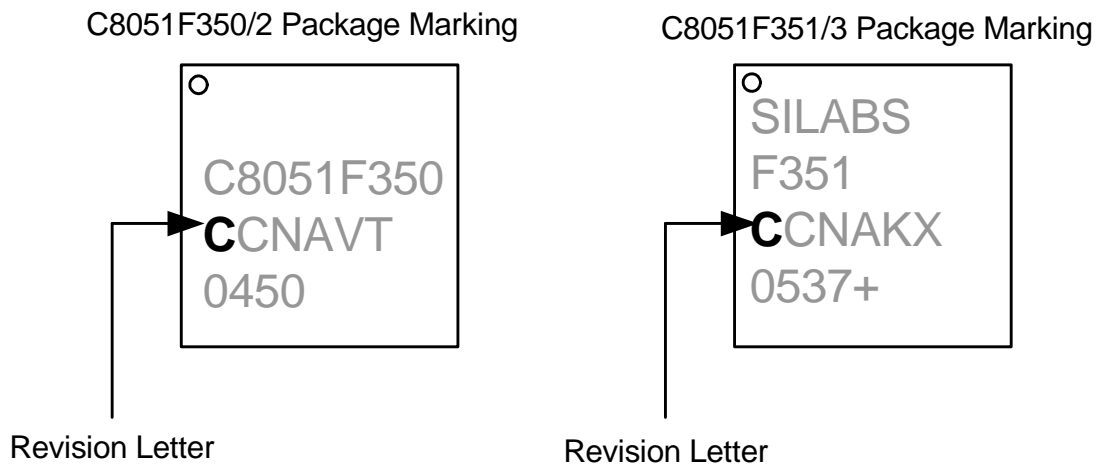 C8051F350/2 Package Marking
C8051F350
CCNAVT
0450
Revision Letter
C8051F351/3 Package Marking
SILABS
F351
CCNAKX
0537+
Revision Letter